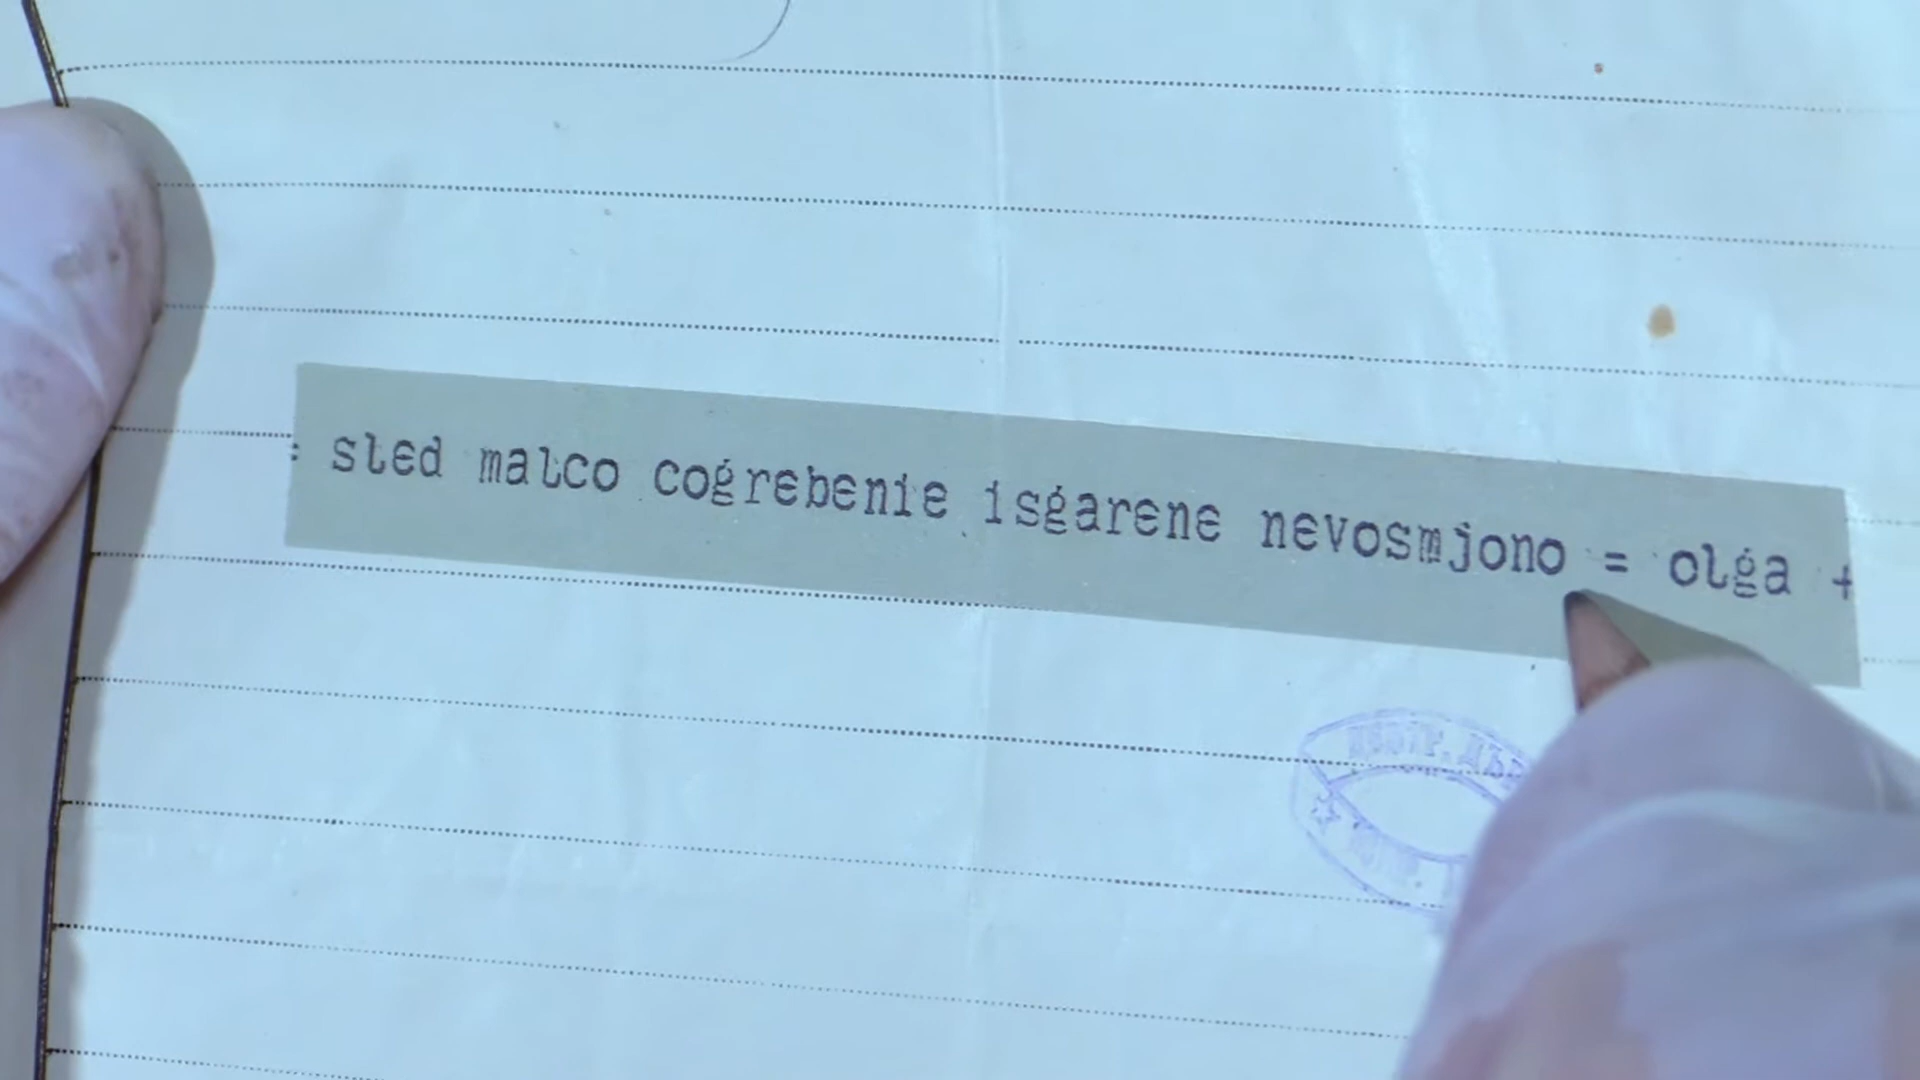 : sled malco cogrebenie isgarene nevosmjono = olga +